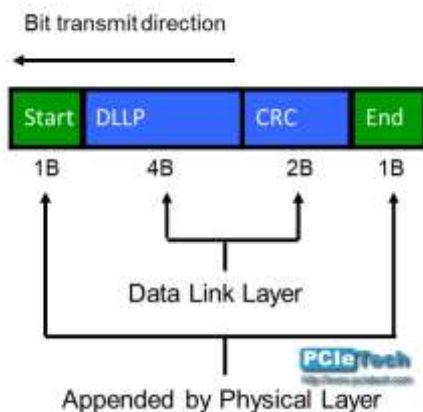 Bit transmit direction
Start DLLP CRC End
1B 4B 2B 1B
Data Link Layer
PCIeTech
Appended by Physical Layer